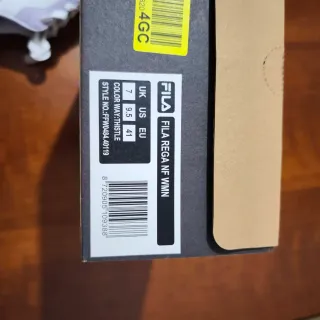 4GC
FILA
FILA REGA NF WMN
UK US EU
7 9.5 41
COLOR WAY:THISTLE
STYLE NO.:FFW0484.40119
8720905109388